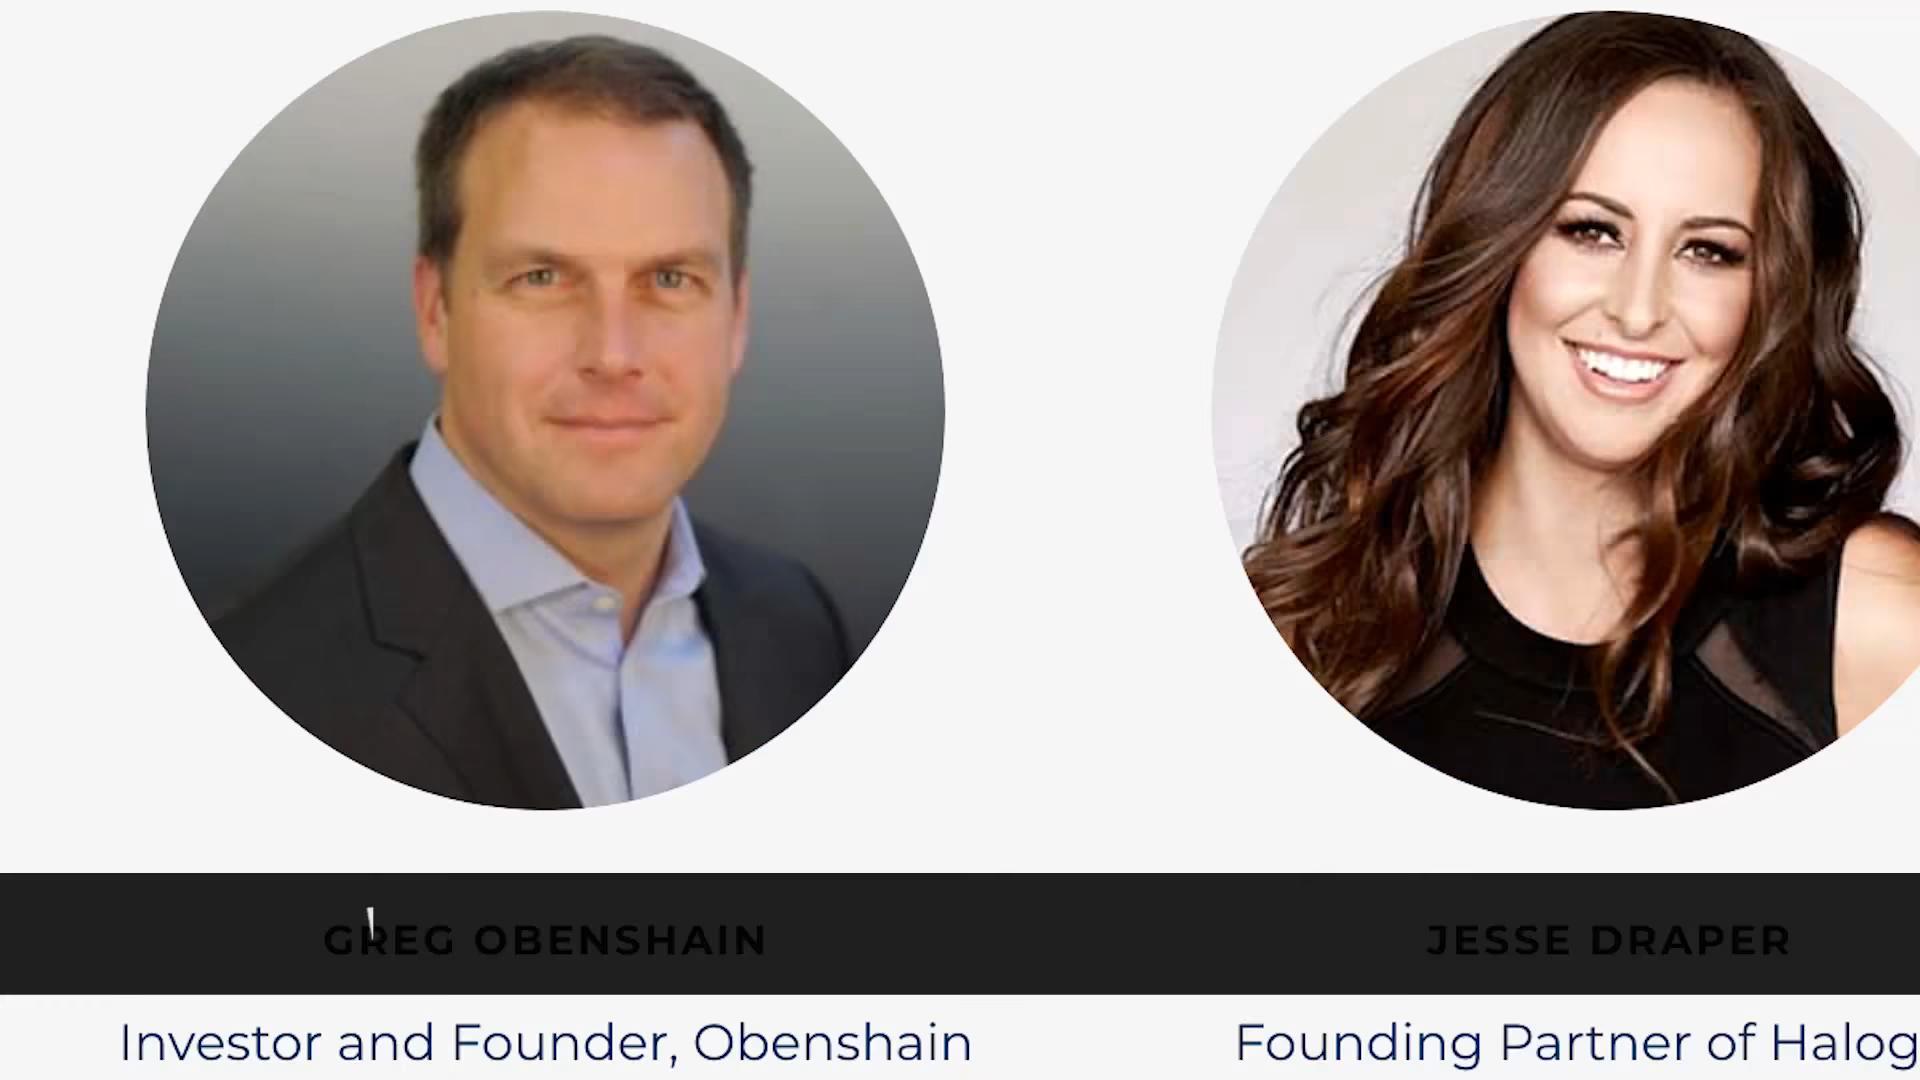 GREG OBENSHAIN
JESSE DRAPER
Investor and Founder, Obenshain
Founding Partner of Halog